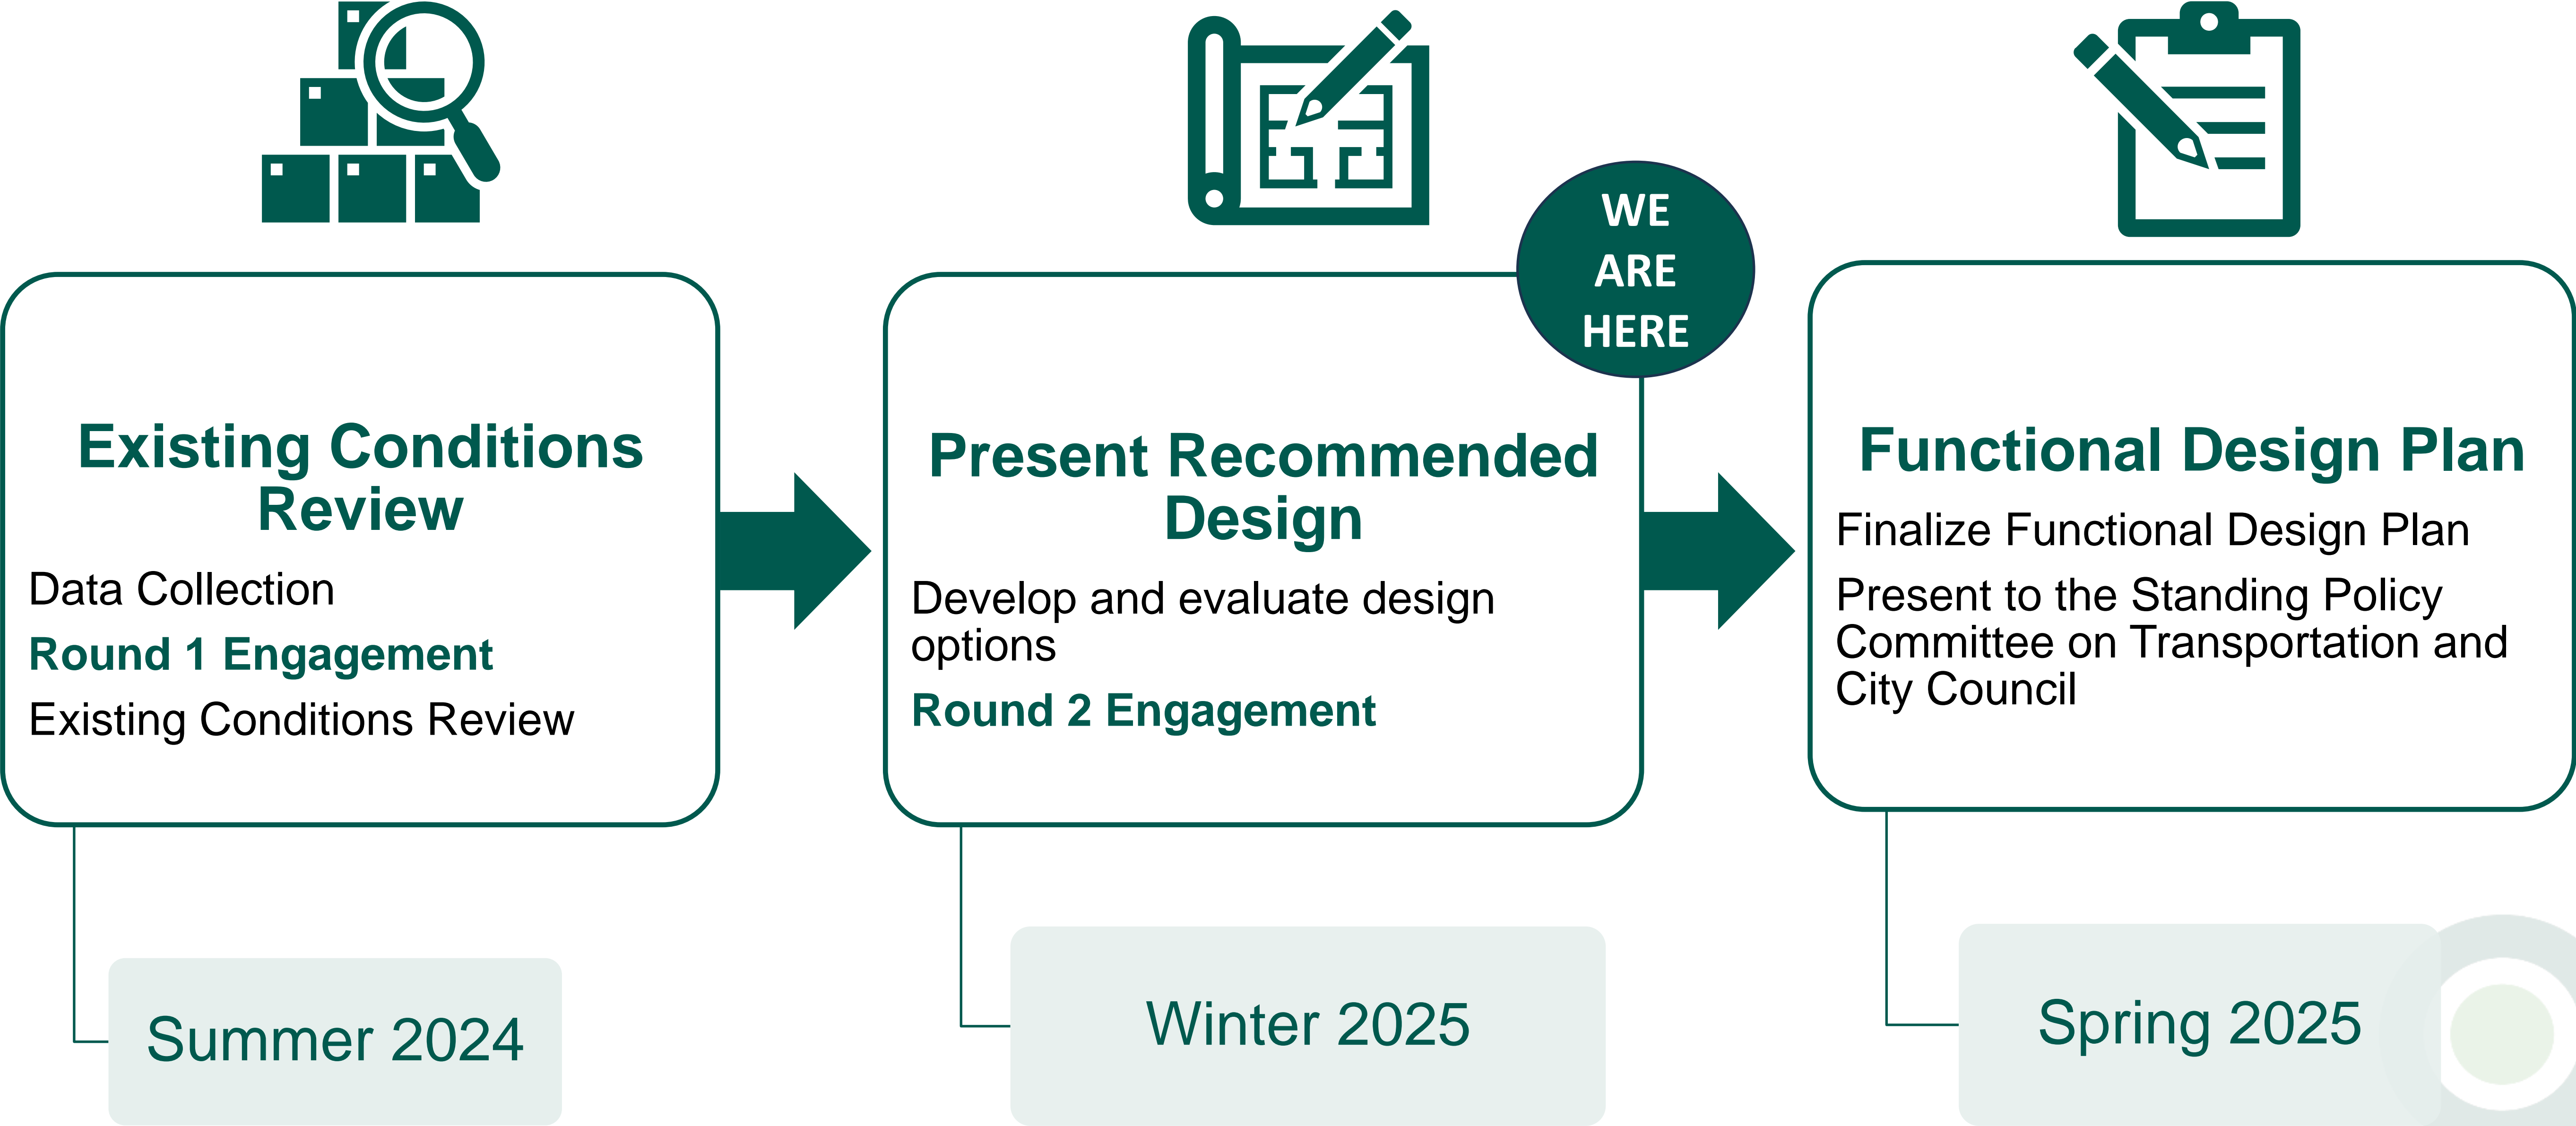 WE
ARE
HERE
Existing Conditions
Review
Data Collection
Round 1 Engagement
Existing Conditions Review
Summer 2024
Present Recommended
Design
Develop and evaluate design
options
Round 2 Engagement
Winter 2025
Functional Design Plan
Finalize Functional Design Plan
Present to the Standing Policy
Committee on Transportation and
City Council
Spring 2025